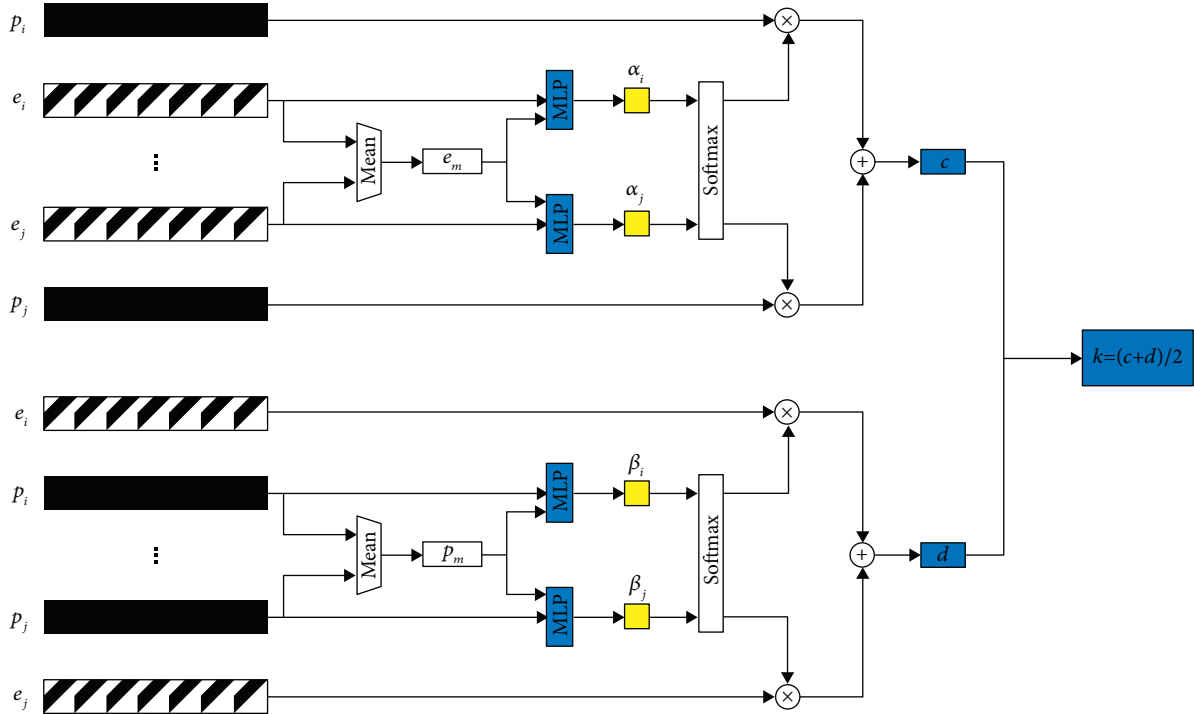 p_i
e_i
MLP
α_i
Mean
e_m
Softmax
c
e_j
MLP
α_j
p_j
k=(c+d)/2
e_i
p_i
MLP
β_i
Mean
p_m
Softmax
d
p_j
MLP
β_j
e_j